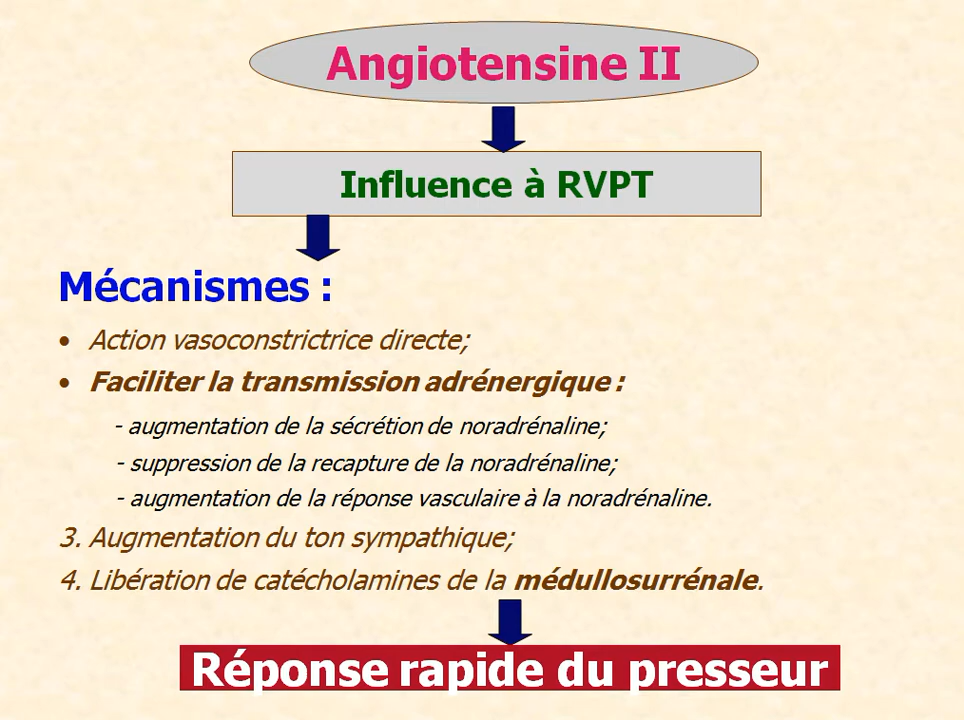 Angiotensine II
Influence à RVPT
Mécanismes :
• Action vasoconstrictrice directe;
• Faciliter la transmission adrénergique :
- augmentation de la sécrétion de noradrénaline;
- suppression de la recapture de la noradrénaline;
- augmentation de la réponse vasculaire à la noradrénaline.
3. Augmentation du ton sympathique;
4. Libération de catécholamines de la médullosurrénale.
Réponse rapide du presseur